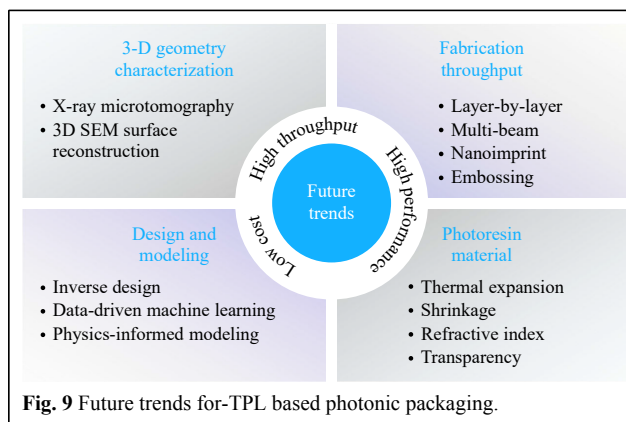 3-D geometry
characterization
• X-ray microtomography
• 3D SEM surface
reconstruction
Fabrication
throughput
• Layer-by-layer
• Multi-beam
• Nanoimprint
• Embossing
High throughput
High performance
Low cost
Future
trends
Design and
modeling
• Inverse design
• Data-driven machine learning
• Physics-informed modeling
Photoresin
material
• Thermal expansion
• Shrinkage
• Refractive index
• Transparency
Fig. 9 Future trends for-TPL based photonic packaging.